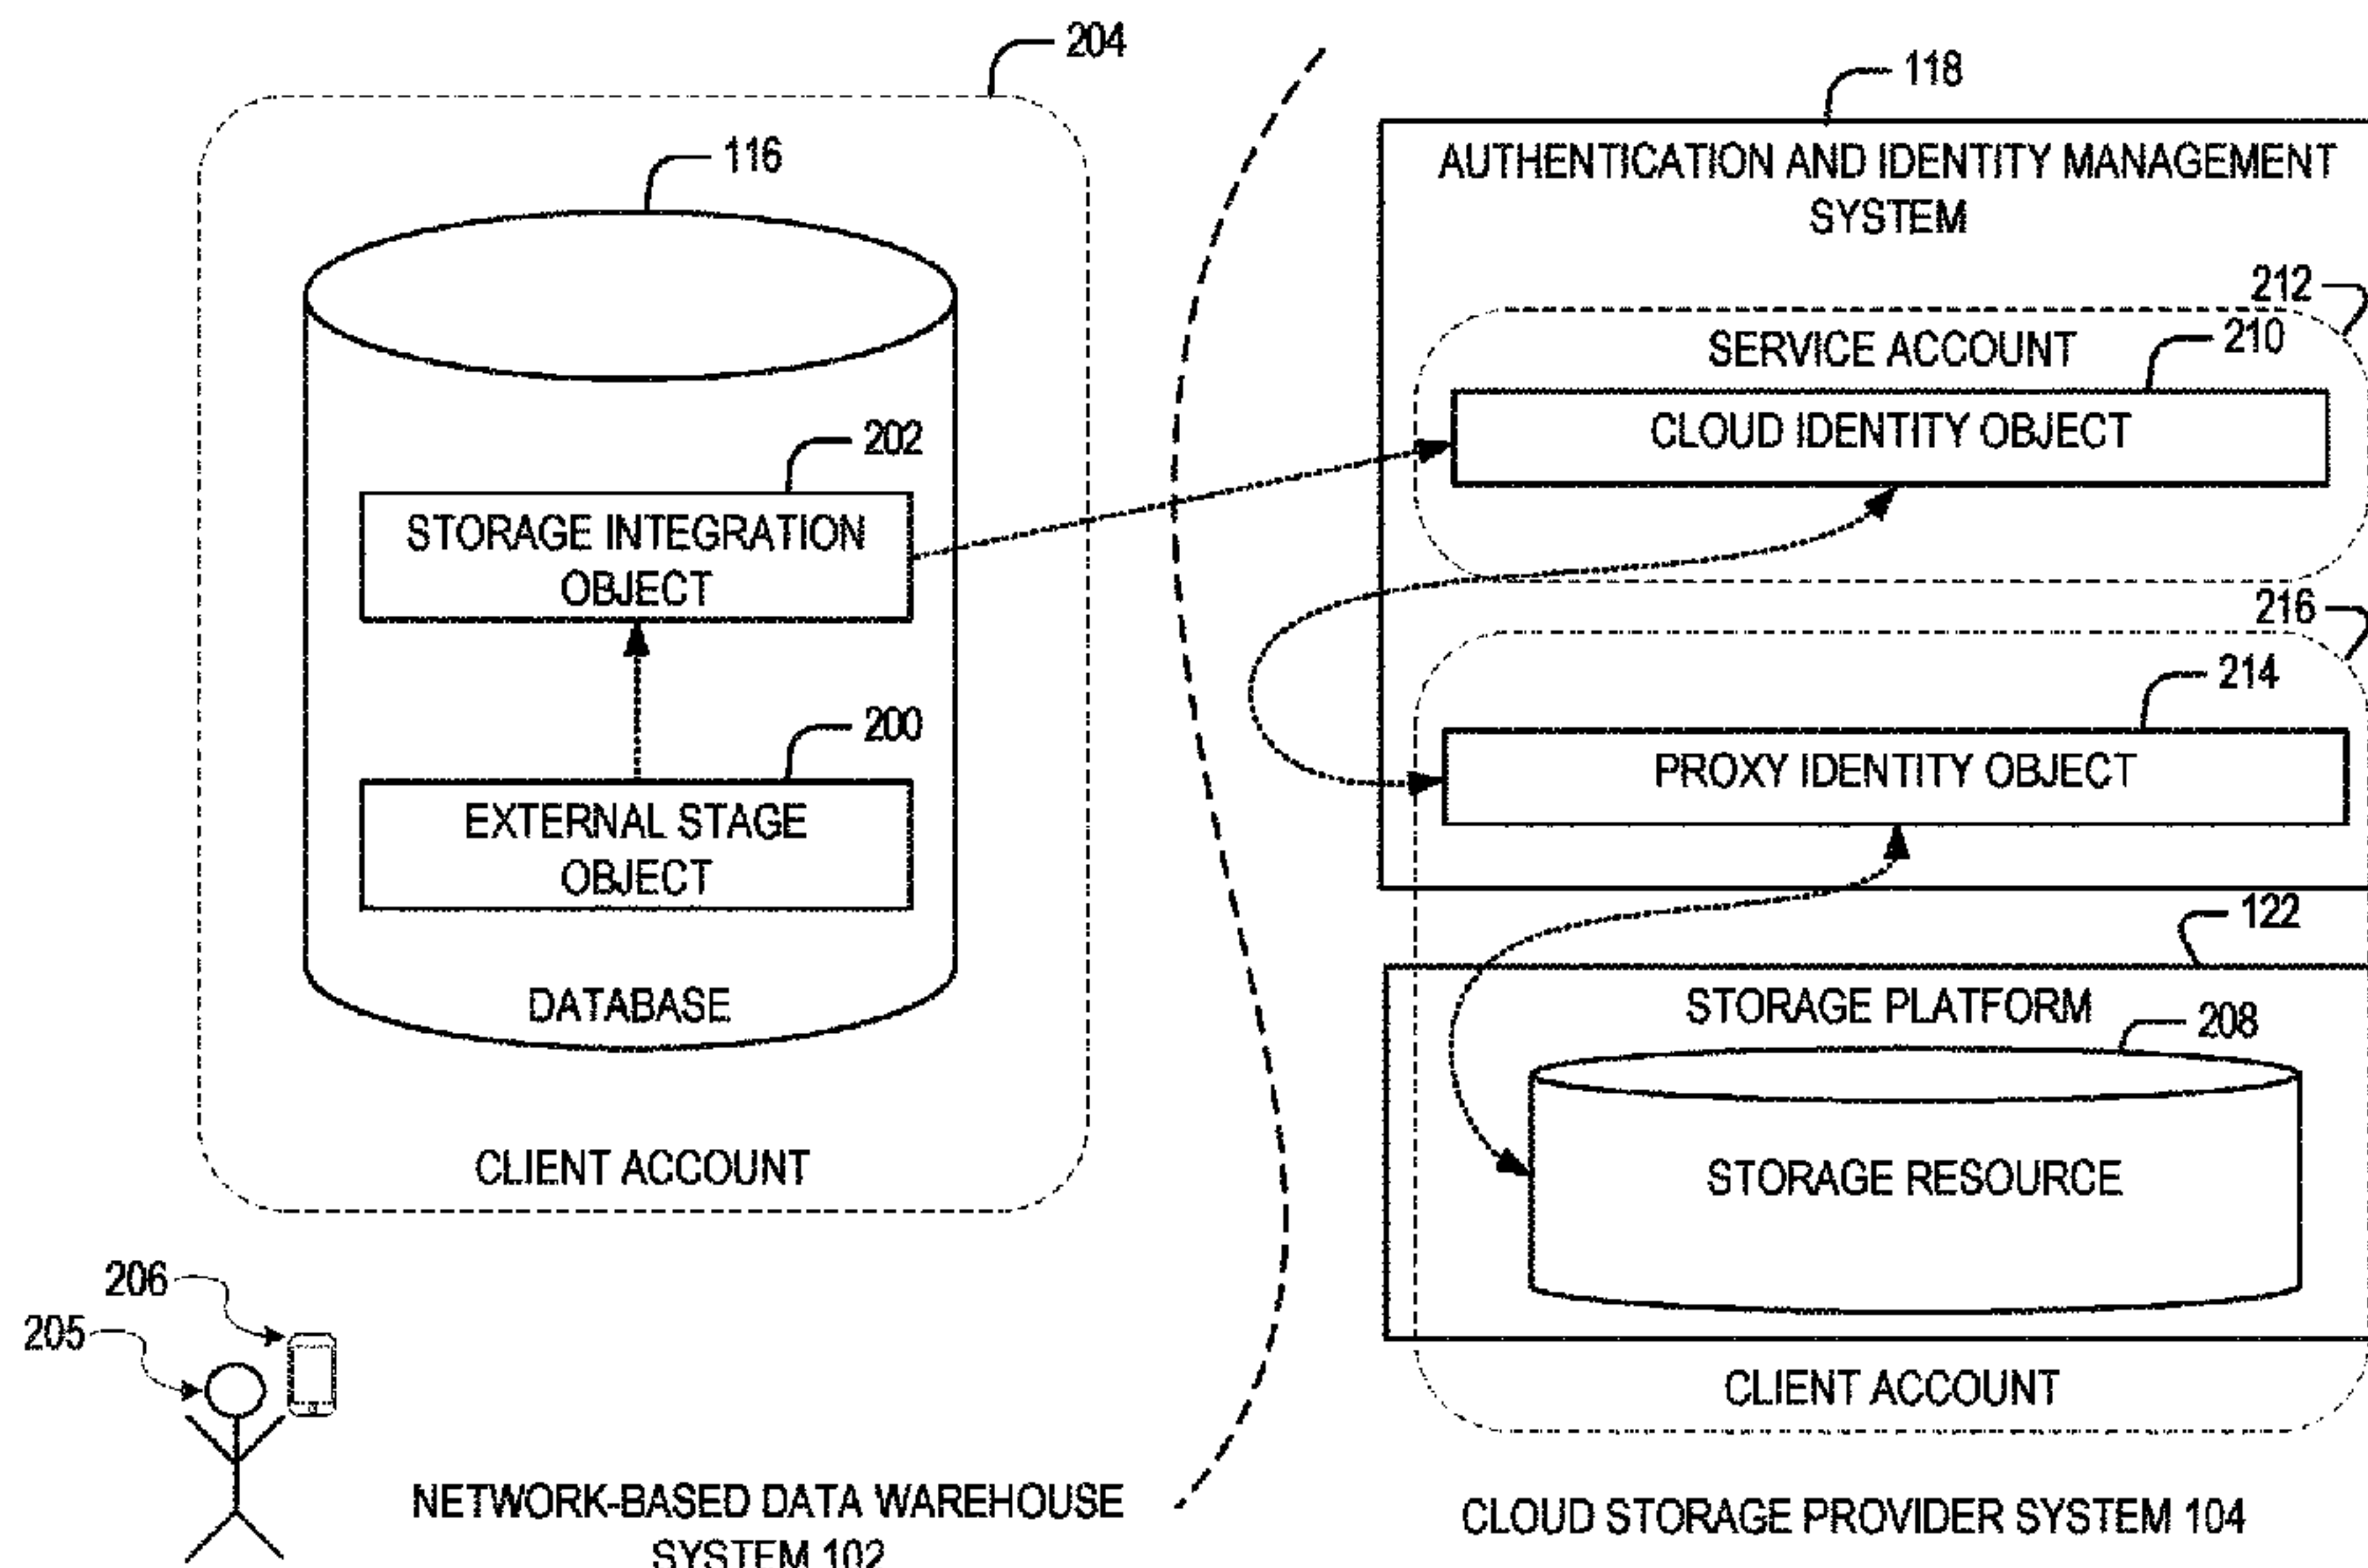 204
116
202
STORAGE INTEGRATION
OBJECT
200
EXTERNAL STAGE
OBJECT
DATABASE
CLIENT ACCOUNT
206
205
NETWORK-BASED DATA WAREHOUSE
SYSTEM 102
118
AUTHENTICATION AND IDENTITY MANAGEMENT
SYSTEM
212
SERVICE ACCOUNT
210
CLOUD IDENTITY OBJECT
216
214
PROXY IDENTITY OBJECT
122
STORAGE PLATFORM
208
STORAGE RESOURCE
CLIENT ACCOUNT
CLOUD STORAGE PROVIDER SYSTEM 104